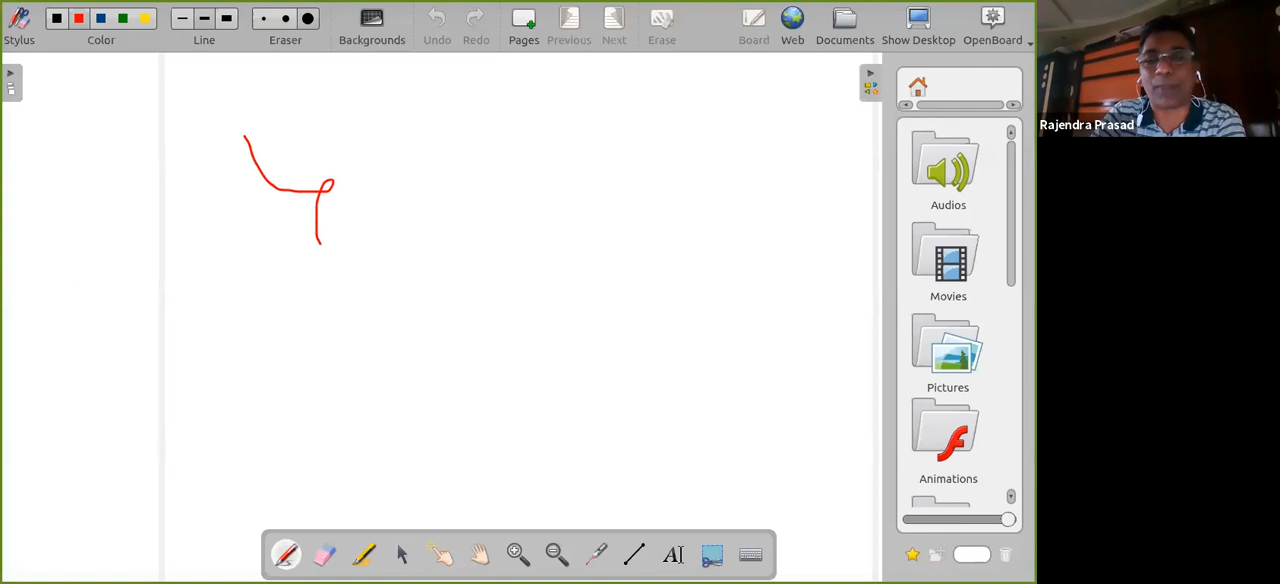 Stylus
Color
Line
Eraser
Backgrounds
Undo
Redo
Pages
Previous
Next
Erase
Board
Web
Documents
Show Desktop
OpenBoard
Rajendra Prasad
Audios
Movies
Pictures
Animations